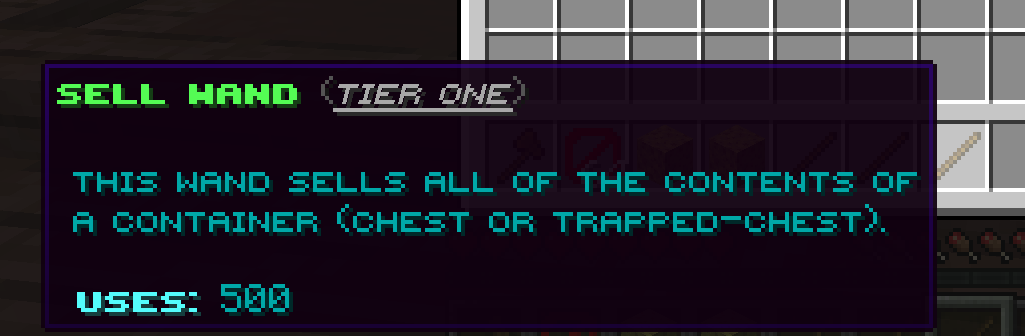 SELL WAND (TIER ONE)
THIS WAND SELLS ALL OF THE CONTENTS OF
A CONTAINER (CHEST OR TRAPPED-CHEST).
USES: 500